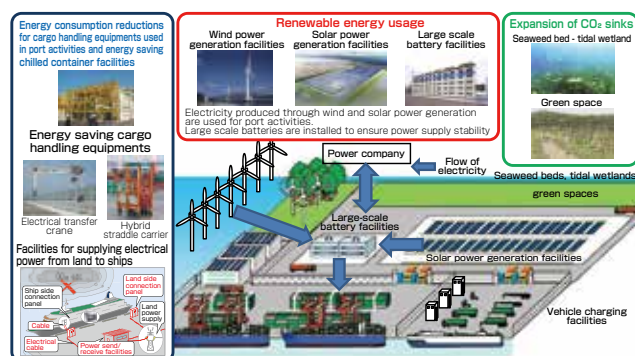 Energy consumption reductions
for cargo handling equipments used
in port activities and energy saving
chilled container facilities
Energy saving cargo
handling equipments
Electrical transfer
crane
Hybrid
straddle carrier
Facilities for supplying electrical
power from land to ships
Ship side
connection
panel
Land side
connection
panel
Land
power
supply
Cable
Electrical
cable
Power send/
receive facilities
Renewable energy usage
Wind power
generation facilities
Solar power
generation facilities
Large scale
battery facilities
Electricity produced through wind and solar power generation
are used for port activities.
Large scale batteries are installed to ensure power supply stability
Expansion of CO₂ sinks
Seaweed bed - tidal wetland
Green space
Power company
Flow of
electricity
Seaweed beds, tidal wetlands
green spaces
Large-scale
battery facilities
Solar power generation facilities
Vehicle charging
facilities